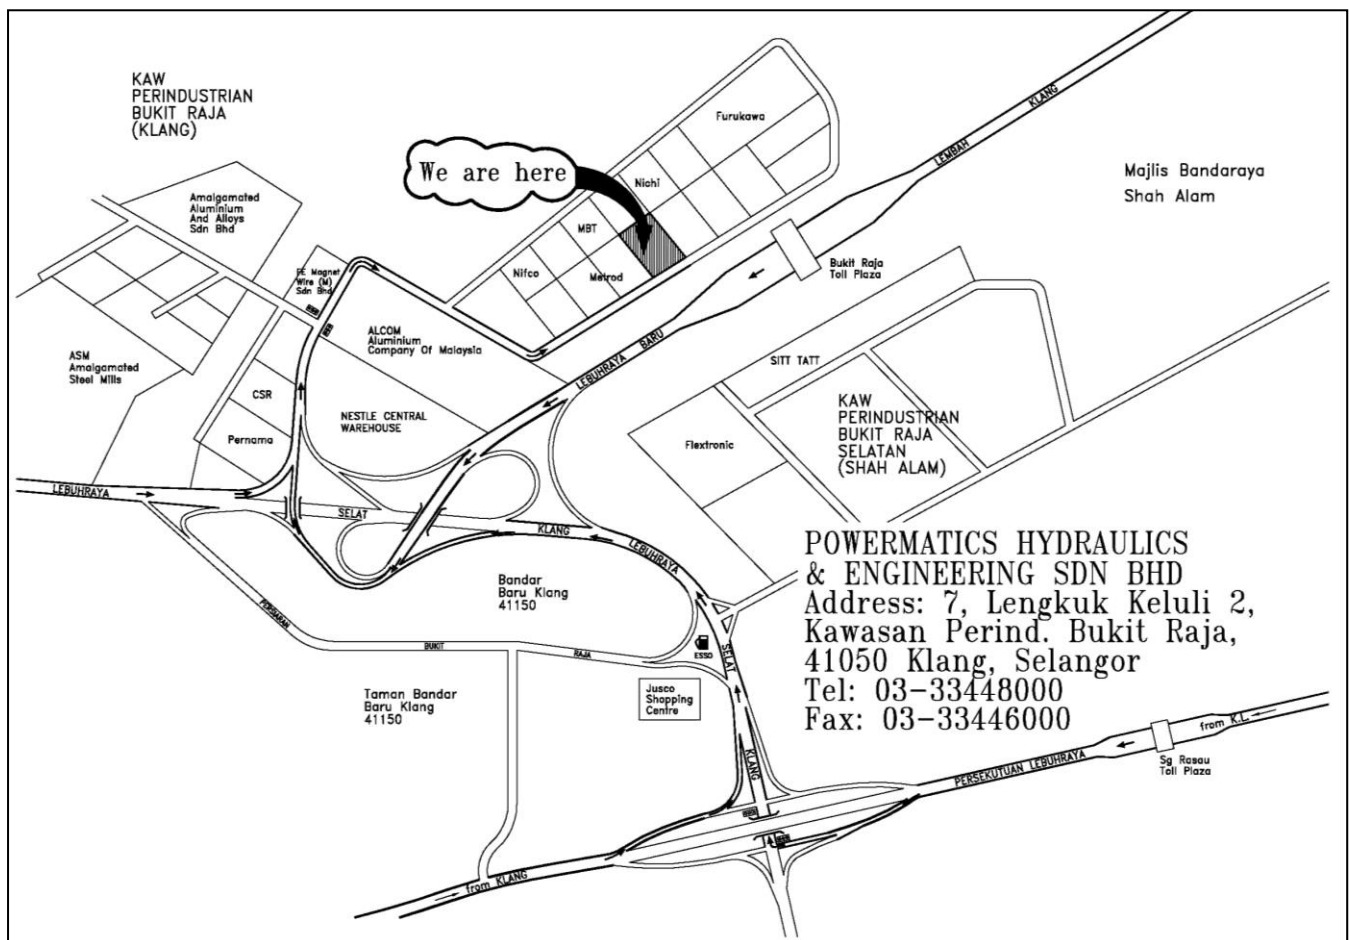 KAW
PERINDUSTRIAN
BUKIT RAJA
(KLANG)
Furukawa
KLANG
LEMBAH
We are here
Nichi
Majlis Bandaraya
Shah Alam
Amalgamated
Aluminium
And Alloys
Sdn Bhd
MBT
Nifco
Metrod
Bukit Raja
Toll Plaza
FE Magnet
Wire (M)
Sdn Bhd
ALCOM
Aluminium
Company Of Malaysia
LEBUHRAYA BARU
ASM
Amalgamated
Steel Mills
SITT TATT
CSR
NESTLE CENTRAL
WAREHOUSE
KAW
PERINDUSTRIAN
BUKIT RAJA
SELATAN
(SHAH ALAM)
Pernama
Flextronic
LEBUHRAYA
SELAT
KLANG
LEBUHRAYA
POWERMATICS HYDRAULICS
& ENGINEERING SDN BHD
Address: 7, Lengkuk Keluli 2,
Kawasan Perind. Bukit Raja,
41050 Klang, Selangor
Tel: 03-33448000
Fax: 03-33446000
Bandar
Baru Klang
41150
PERSIARAN
BUKIT
RAJA
ESSO
SELAT
Taman Bandar
Baru Klang
41150
Jusco
Shopping
Centre
KLANG
from K.L.
PERSEKUTUAN LEBUHRAYA
Sg Rasau
Toll Plaza
from KLANG